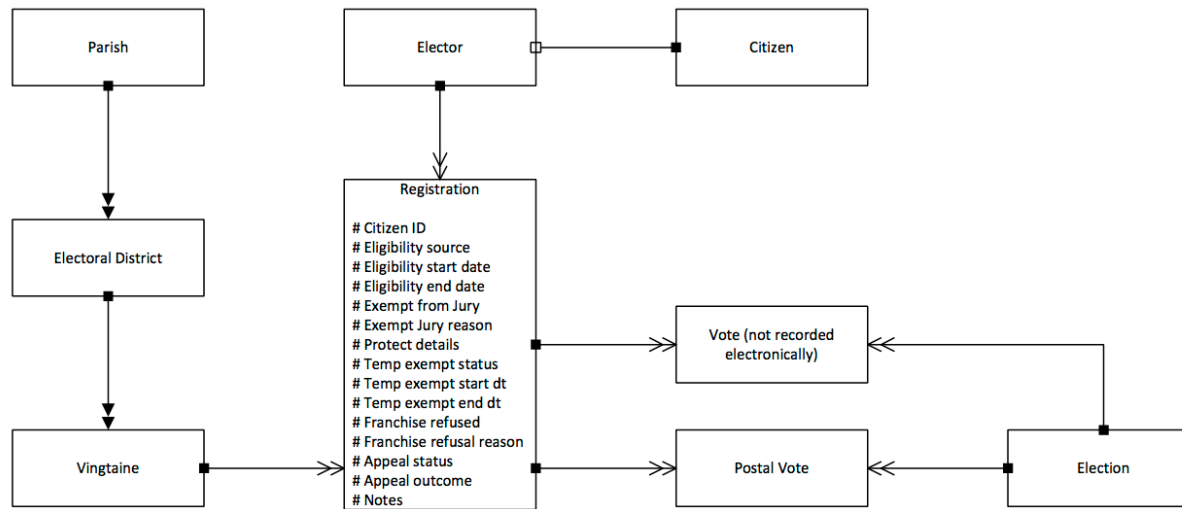 Parish
Elector
Citizen
Registration
# Citizen ID
# Eligibility source
# Eligibility start date
# Eligibility end date
# Exempt from Jury
# Exempt Jury reason
# Protect details
# Temp exempt status
# Temp exempt start dt
# Temp exempt end dt
# Franchise refused
# Franchise refusal reason
# Appeal status
# Appeal outcome
# Notes
Electoral District
Vote (not recorded
electronically)
Vingtaine
Postal Vote
Election